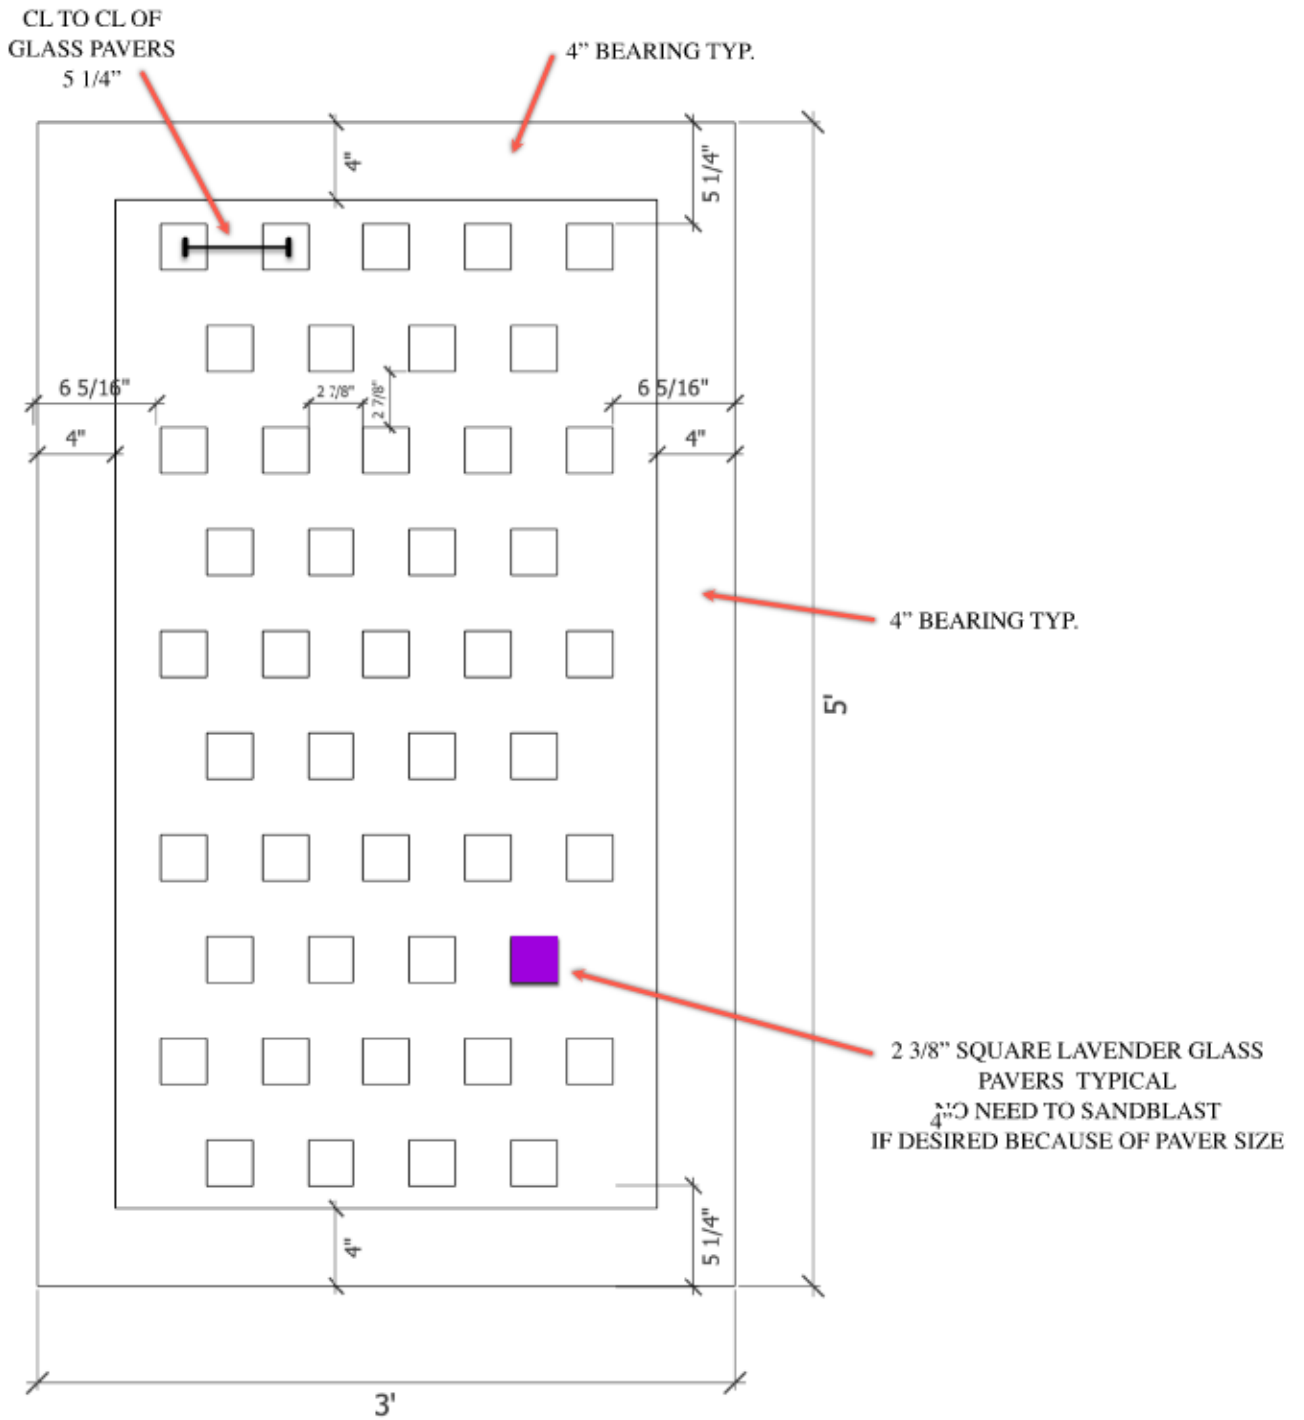 CL TO CL OF
GLASS PAVERS
5 1/4”
4” BEARING TYP.
4"
5 1/4"
6 5/16"
2 7/8"
2 7/8"
6 5/16"
4"
4"
4” BEARING TYP.
5'
2 3/8” SQUARE LAVENDER GLASS
PAVERS TYPICAL
NO NEED TO SANDBLAST
4”
IF DESIRED BECAUSE OF PAVER SIZE
4"
5 1/4"
3'